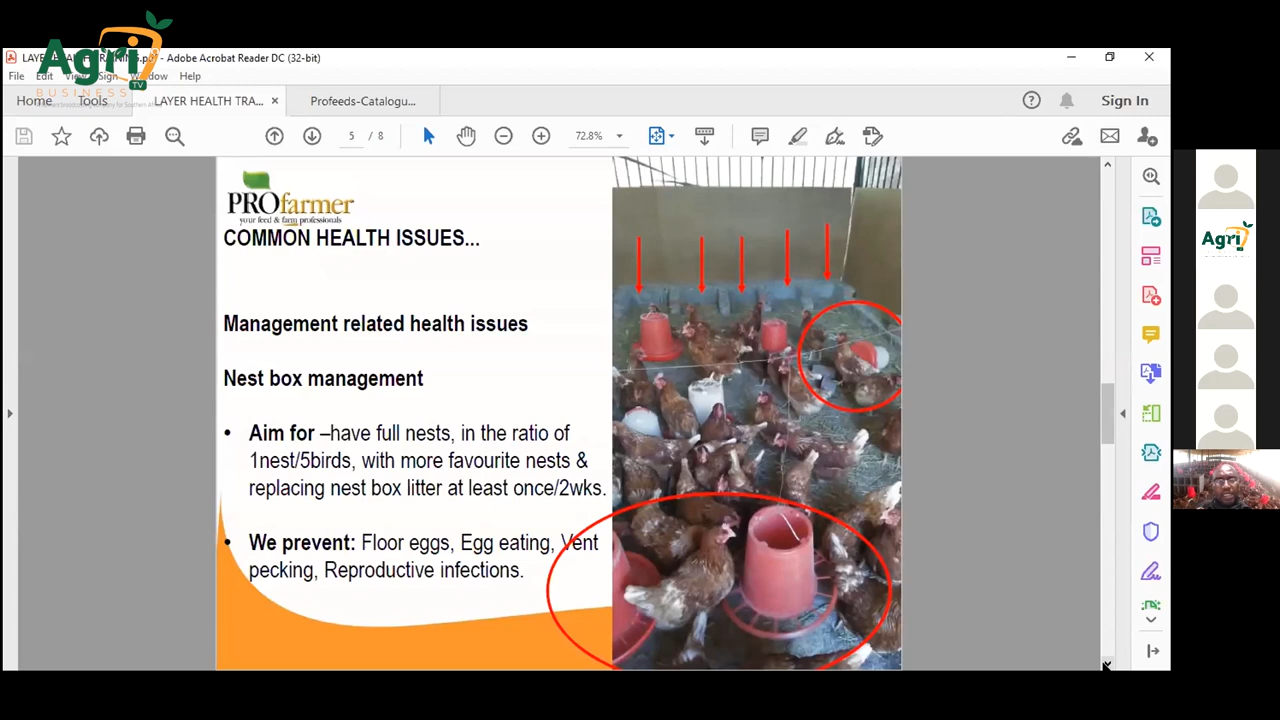 Agri
BUSINESS
TV
- Adobe Acrobat Reader DC (32-bit)
File Edit View Sign Window Help
Home Tools LAYER HEALTH TRA... × Profeeds-Catalogu... Sign In
5 / 8 72.8%
PROfarmer
your feed & farm professionals
COMMON HEALTH ISSUES...
Management related health issues
Nest box management
• Aim for –have full nests, in the ratio of
1nest/5birds, with more favourite nests &
replacing nest box litter at least once/2wks.
• We prevent: Floor eggs, Egg eating, Vent
pecking, Reproductive infections.
Agri